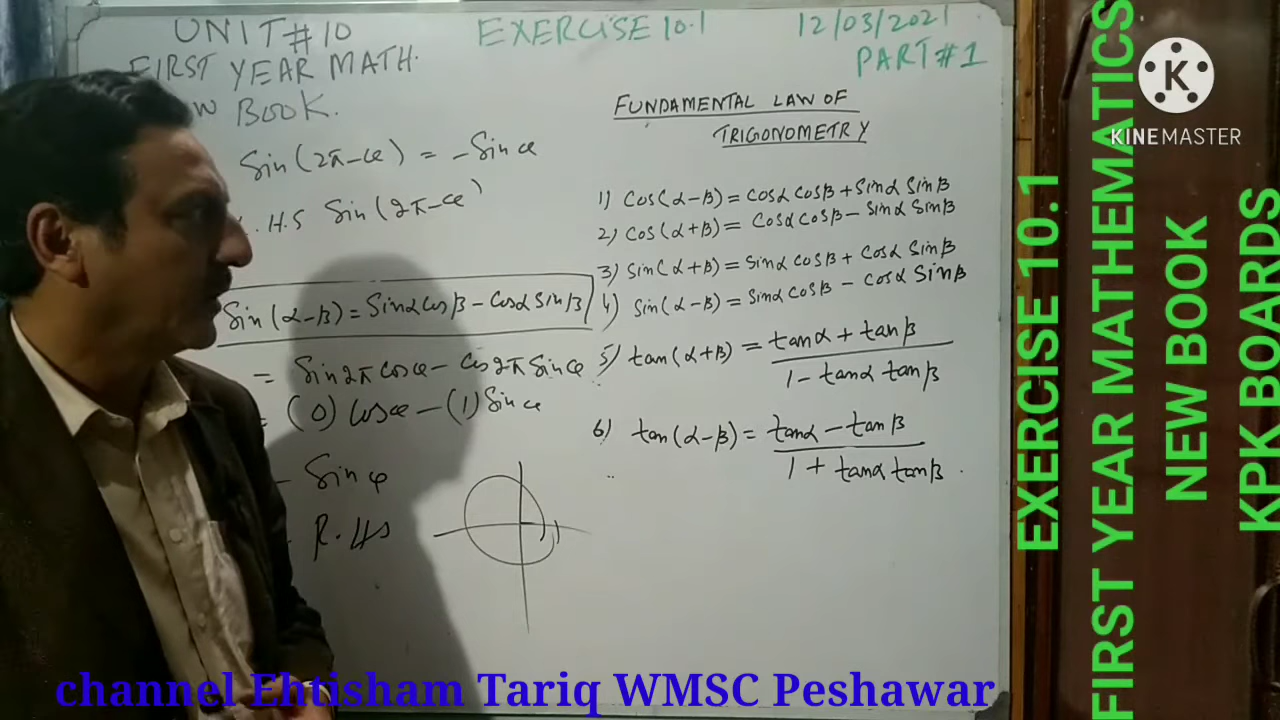 UNIT#10
EXERCISE 10.1
12/03/2021
FIRST YEAR MATH.
PART#1
BOOK.
FUNDAMENTAL LAW OF
TRIGONOMETRY
Sin(2π-α) = -Sin α
.H.S Sin(2π-α)
Sin(α-β) = Sinα Cosβ - Cosα Sinβ
= Sin2π Cosα - Cos2π Sinα
= (0) Cosα - (1) Sinα
- Sin α
= R.H.S
1) Cos(α-β) = Cosα Cosβ + Sinα Sinβ
2) Cos(α+β) = Cosα Cosβ - Sinα Sinβ
3) Sin(α+β) = Sinα Cosβ + Cosα Sinβ
4) Sin(α-β) = Sinα Cosβ - Cosα Sinβ
5) tan(α+β) = tanα + tanβ
1 - tanα tanβ
6) tan(α-β) = tanα - tanβ
1 + tanα tanβ.
EXERCISE 10.1
FIRST YEAR MATHEMATICS
NEW BOOK
KPK BOARDS
K
KINEMASTER
channel Ehtisham Tariq WMSC Peshawar